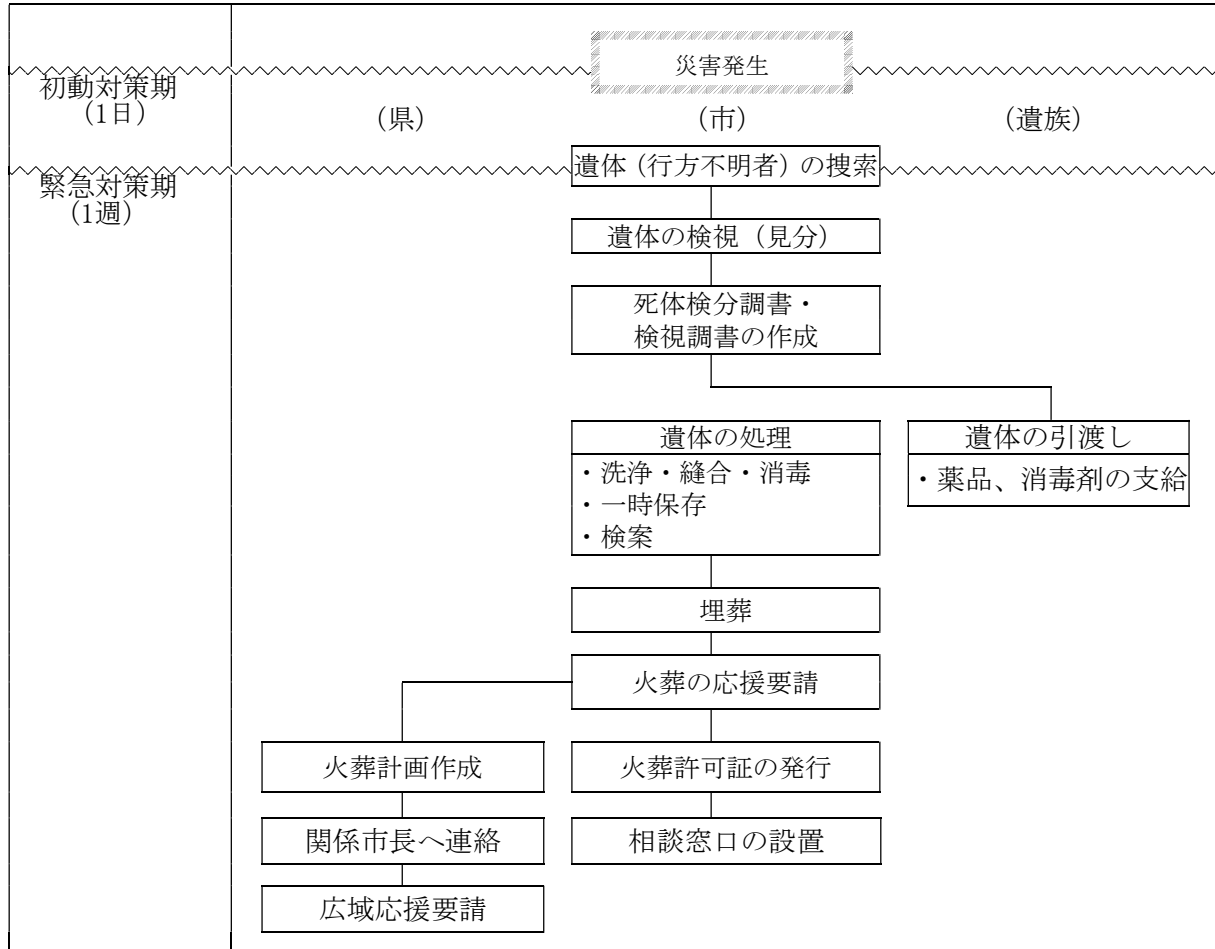 災害発生
初動対策期
(1日)
(県)
(市)
(遺族)
遺体(行方不明者)の捜索
緊急対策期
(1週)
遺体の検視(見分)
死体検分調書・
検視調書の作成
遺体の処理
・洗浄・縫合・消毒
・一時保存
・検案
遺体の引渡し
・薬品、消毒剤の支給
埋葬
火葬の応援要請
火葬計画作成
火葬許可証の発行
関係市長へ連絡
相談窓口の設置
広域応援要請